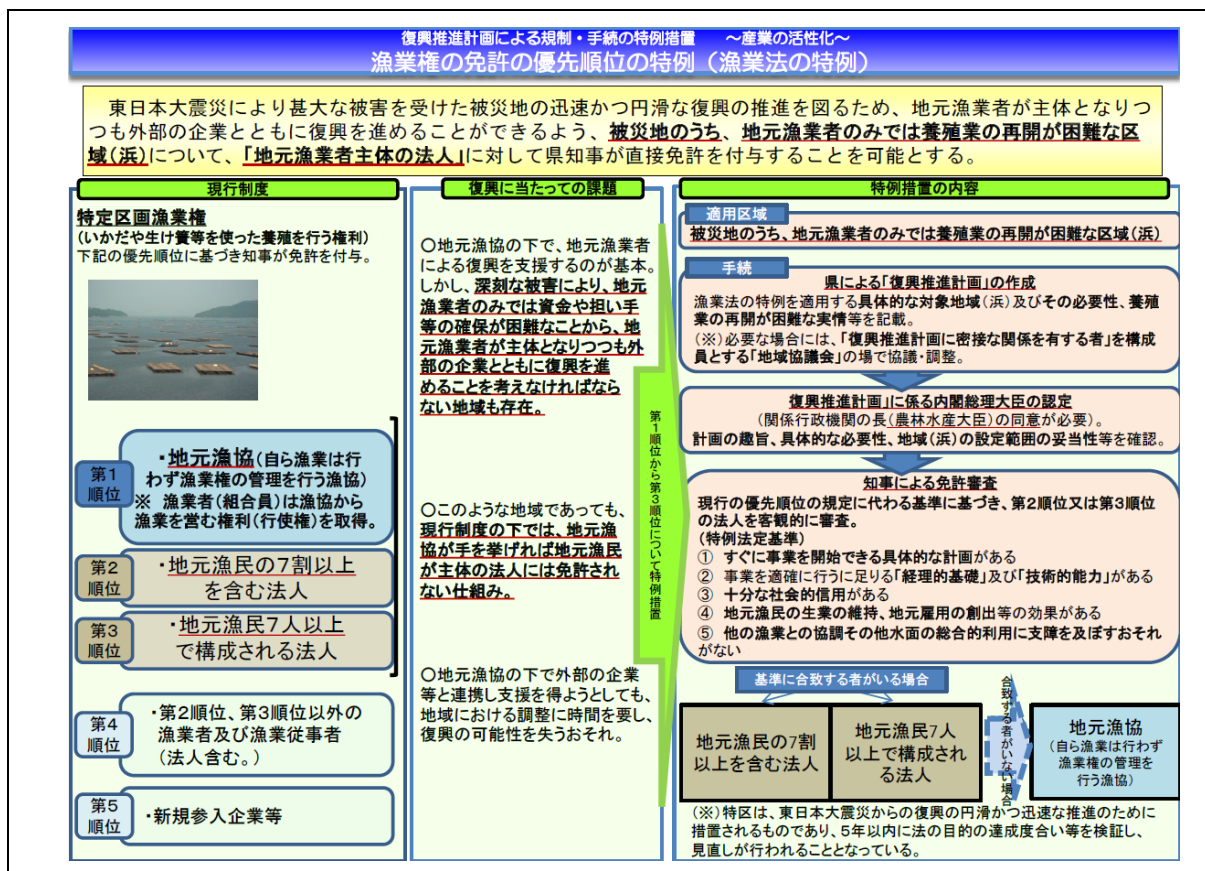 復興推進計画による規制・手続の特例措置　～産業の活性化～
漁業権の免許の優先順位の特例（漁業法の特例）
東日本大震災により甚大な被害を受けた被災地の迅速かつ円滑な復興の推進を図るため、地元漁業者が主体となりつ
つも外部の企業とともに復興を進めることができるよう、被災地のうち、地元漁業者のみでは養殖業の再開が困難な区
域(浜)について、「地元漁業者主体の法人」に対して県知事が直接免許を付与することを可能とする。
現行制度
特定区画漁業権
(いかだや生け簀等を使った養殖を行う権利)
下記の優先順位に基づき知事が免許を付与。
第1
順位
・地元漁協(自ら漁業は行
わず漁業権の管理を行う漁協)
※ 漁業者(組合員)は漁協から
漁業を営む権利(行使権)を取得。
第2
順位
・地元漁民の7割以上
を含む法人
第3
順位
・地元漁民7人以上
で構成される法人
第4
順位
・第2順位、第3順位以外の
漁業者及び漁業従事者
(法人含む。)
第5
順位
・新規参入企業等
復興に当たっての課題
○地元漁協の下で、地元漁業者
による復興を支援するのが基本。
しかし、深刻な被害により、地元
漁業者のみでは資金や担い手
等の確保が困難なことから、地
元漁業者が主体となりつつも外
部の企業とともに復興を進
めることを考えなければなら
ない地域も存在。
○このような地域であっても、
現行制度の下では、地元漁
協が手を挙げれば地元漁民
が主体の法人には免許され
ない仕組み。
○地元漁協の下で外部の企業
等と連携し支援を得ようとしても、
地域における調整に時間を要し、
復興の可能性を失うおそれ。
第1順位から第3順位について特例措置
特例措置の内容
適用区域
被災地のうち、地元漁業者のみでは養殖業の再開が困難な区域(浜)
手続
県による「復興推進計画」の作成
漁業法の特例を適用する具体的な対象地域(浜)及びその必要性、養殖
業の再開が困難な実情等を記載。
(※)必要な場合には、「復興推進計画に密接な関係を有する者」を構成
員とする「地域協議会」の場で協議・調整。
復興推進計画」に係る内閣総理大臣の認定
(関係行政機関の長(農林水産大臣)の同意が必要)。
計画の趣旨、具体的な必要性、地域(浜)の設定範囲の妥当性等を確認。
知事による免許審査
現行の優先順位の規定に代わる基準に基づき、第2順位又は第3順位
の法人を客観的に審査。
(特例法定基準)
① すぐに事業を開始できる具体的な計画がある
② 事業を適確に行うに足りる「経理的基礎」及び「技術的能力」がある
③ 十分な社会的信用がある
④ 地元漁民の生業の維持、地元雇用の創出等の効果がある
⑤ 他の漁業との協調その他水面の総合的利用に支障を及ぼすおそれ
がない
基準に合致する者がいる場合
地元漁民の7割
以上を含む法人
地元漁民7人
以上で構成され
る法人
合致する者がいない場合
地元漁協
(自ら漁業は行わず
漁業権の管理を
行う漁協)
(※)特区は、東日本大震災からの復興の円滑かつ迅速な推進のために
措置されるものであり、5年以内に法の目的の達成度合い等を検証し、
見直しが行われることとなっている。